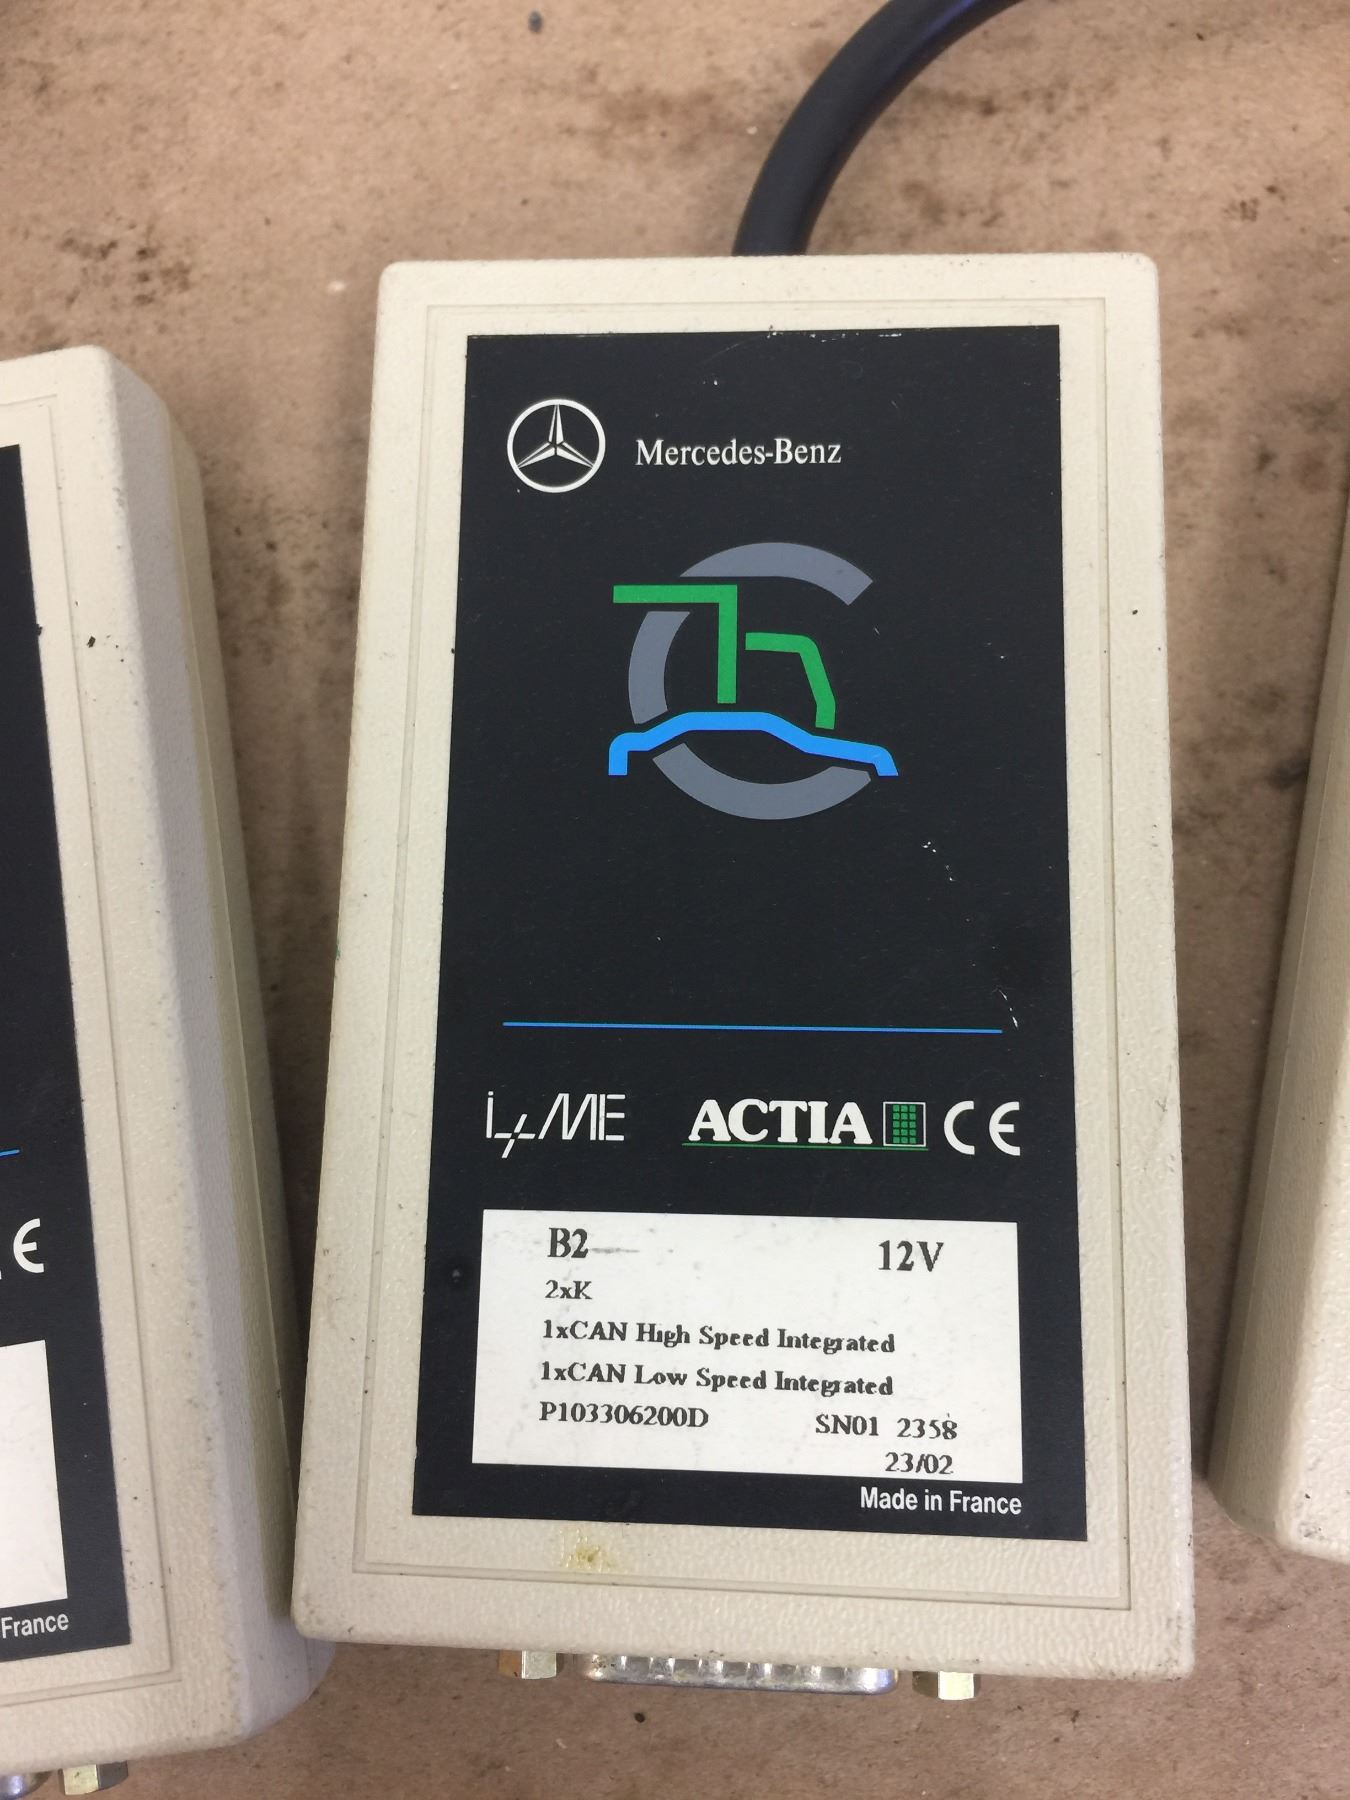 Mercedes-Benz
i+ME ACTIA CE
B2 12V
2xK
1xCAN High Speed Integrated
1xCAN Low Speed Integrated
P103306200D SN01 2358
23/02
Made in France
CE
France